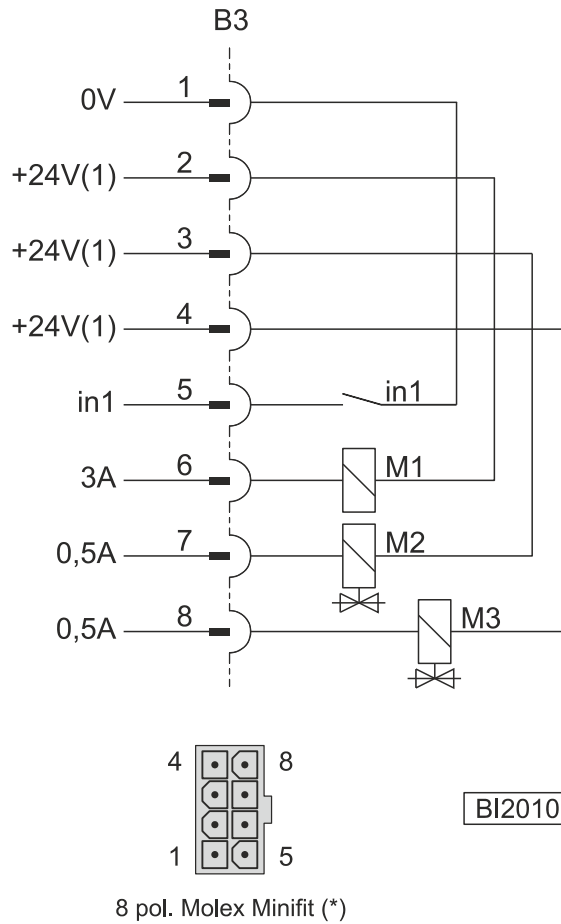 B3
0V 1
+24V(1) 2
+24V(1) 3
+24V(1) 4
in1 5 in1
3A 6 M1
0,5A 7 M2
0,5A 8 M3
4 8
BI2010
1 5
8 pol. Molex Minifit (*)